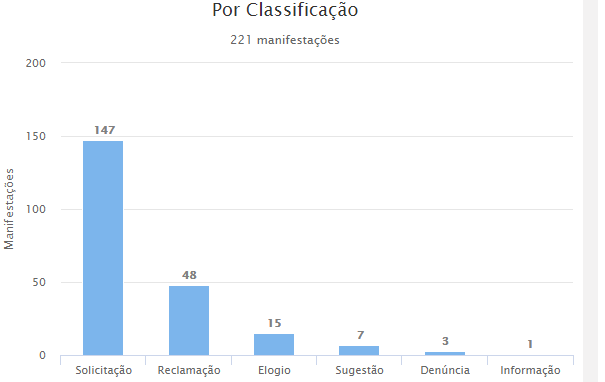 Por Classificação
221 manifestações
Manifestações
200
150
100
50
0
147
48
15
7
3
1
Solicitação
Reclamação
Elogio
Sugestão
Denúncia
Informação